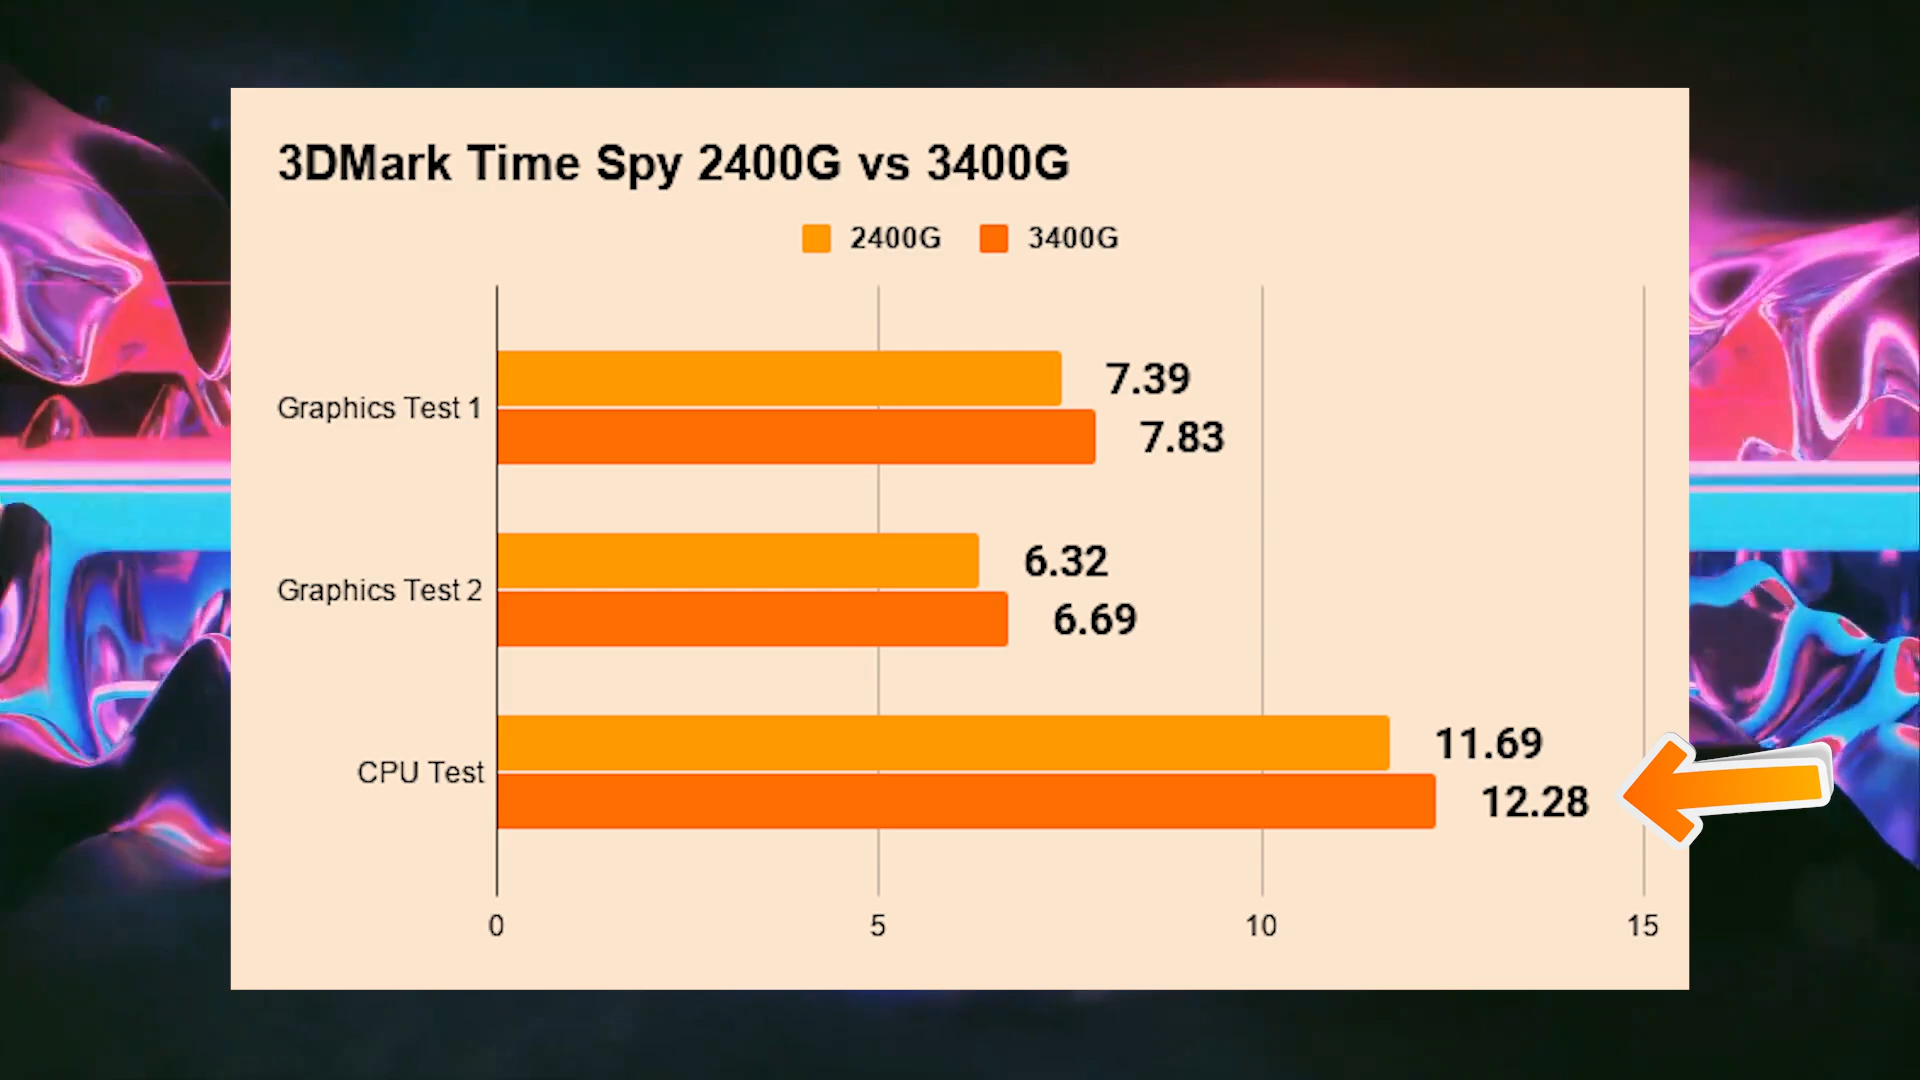 3DMark Time Spy 2400G vs 3400G
2400G 3400G
Graphics Test 1
7.39
7.83
Graphics Test 2
6.32
6.69
CPU Test
11.69
12.28
0 5 10 15